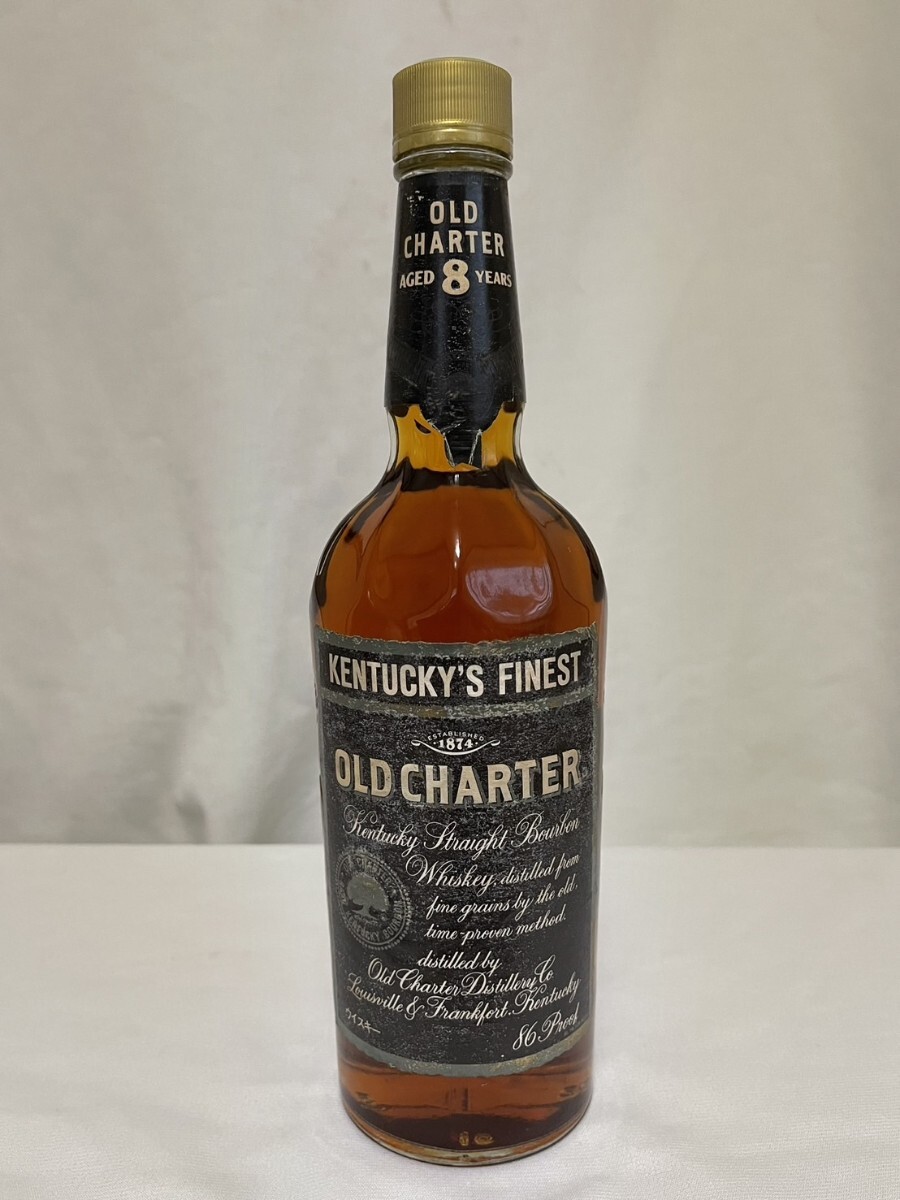 OLD
CHARTER
AGED 8 YEARS
KENTUCKY'S FINEST
ESTABLISHED
·1874·
OLD CHARTER
Kentucky Straight Bourbon
Whiskey, distilled from
fine grains by the old,
time-proven method.
distilled by
Old Charter Distillery Co
Louisville & Frankfort, Kentucky
86 Proof
ウイスキー
KENTUCKY BOURBON